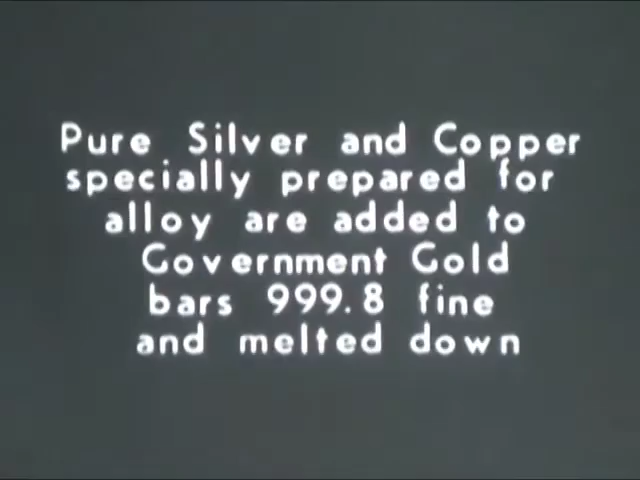 Pure Silver and Copper
specially prepared for
alloy are added to
Government Gold
bars 999.8 fine
and melted down